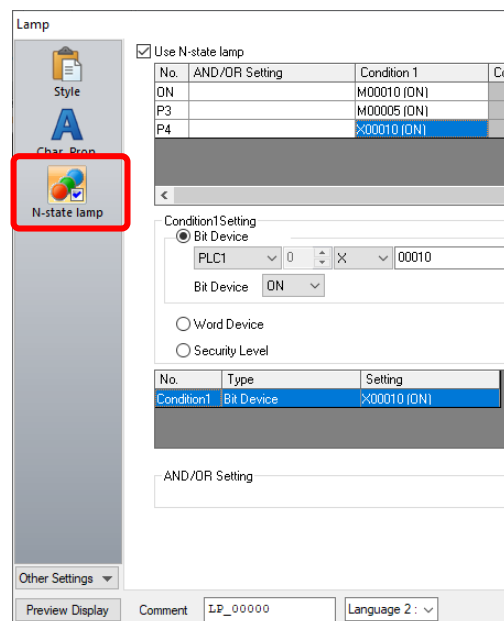 Lamp
Style
Char. Prop.
N-state lamp
Use N-state lamp
No. AND/OR Setting Condition 1 Co
ON M00010 (ON)
P3 M00005 (ON)
P4 X00010 (ON)
Condition1Setting
Bit Device
PLC1 0 X 00010
Bit Device ON
Word Device
Security Level
No. Type Setting
Condition1 Bit Device X00010 (ON)
AND/OR Setting
Other Settings
Preview Display Comment LP_00000 Language 2 :